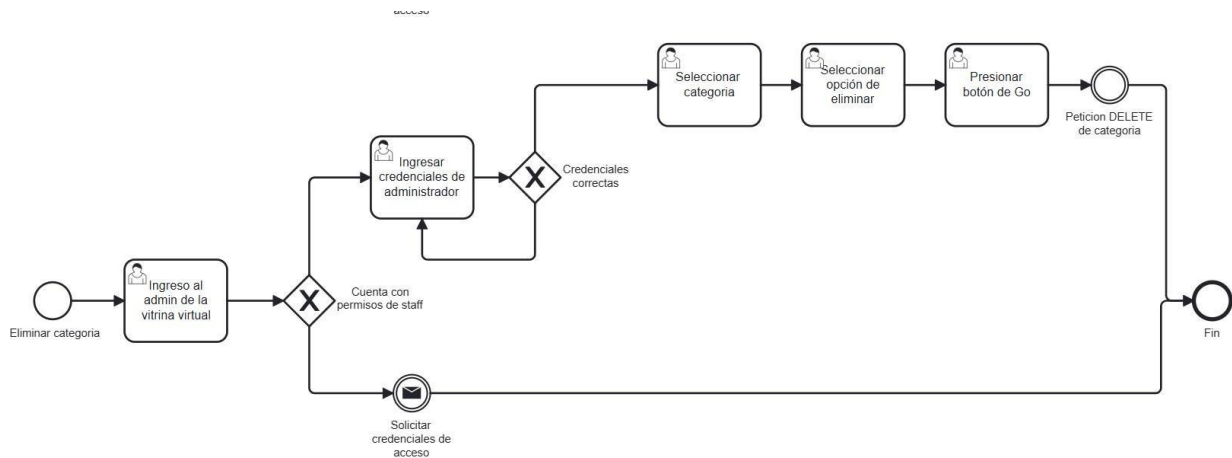 acceso
Seleccionar
categoria
Seleccionar
opción de
eliminar
Presionar
botón de Go
Peticion DELETE
de categoria
Ingresar
credenciales de
administrador
Credenciales
correctas
Ingreso al
admin de la
vitrina virtual
Eliminar categoria
Cuenta con
permisos de staff
Fin
Solicitar
credenciales de
acceso